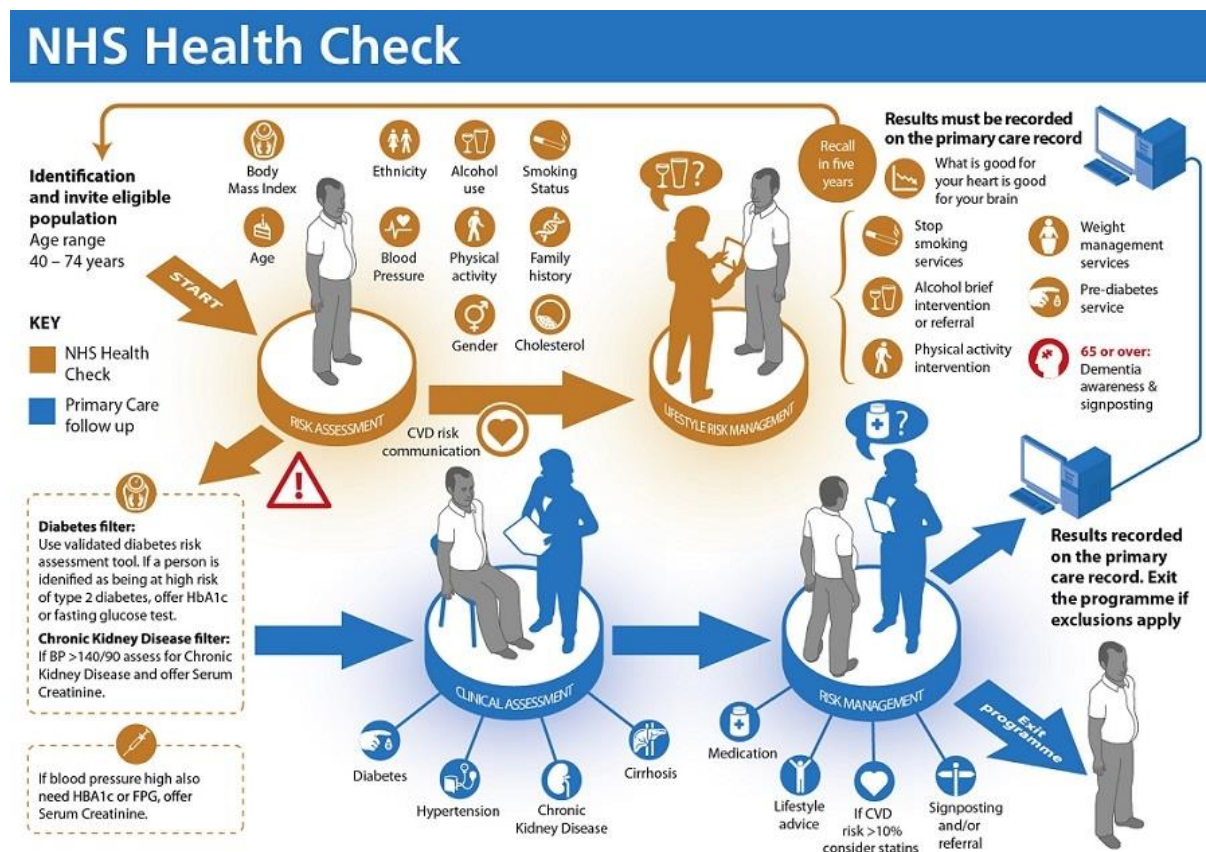 NHS Health Check
Identification
and invite eligible
population
Age range
40 – 74 years
START
KEY
NHS Health
Check
Primary Care
follow up
Body
Mass Index
Ethnicity
Alcohol
use
Smoking
Status
Age
Blood
Pressure
Physical
activity
Family
history
Gender
Cholesterol
RISK ASSESSMENT
CVD risk
communication
?
LIFESTYLE RISK MANAGEMENT
Recall
in five
years
Results must be recorded
on the primary care record
What is good for
your heart is good
for your brain
Stop
smoking
services
Alcohol brief
intervention
or referral
Physical activity
intervention
Weight
management
services
Pre-diabetes
service
65 or over:
Dementia
awareness &
signposting
!
Diabetes filter:
Use validated diabetes risk
assessment tool. If a person is
idenified as being at high risk
of type 2 diabetes, offer HbA1c
or fasting glucose test.
Chronic Kidney Disease filter:
If BP >140/90 assess for Chronic
Kidney Disease and offer Serum
Creatinine.
If blood pressure high also
need HBA1c or FPG, offer
Serum Creatinine.
CLINICAL ASSESSMENT
Diabetes
Hypertension
Chronic
Kidney Disease
Cirrhosis
?
RISK MANAGEMENT
Medication
Lifestyle
advice
If CVD
risk >10%
consider statins
Signposting
and/or
referral
Results recorded
on the primary
care record. Exit
the programme if
exclusions apply
Exit
programme